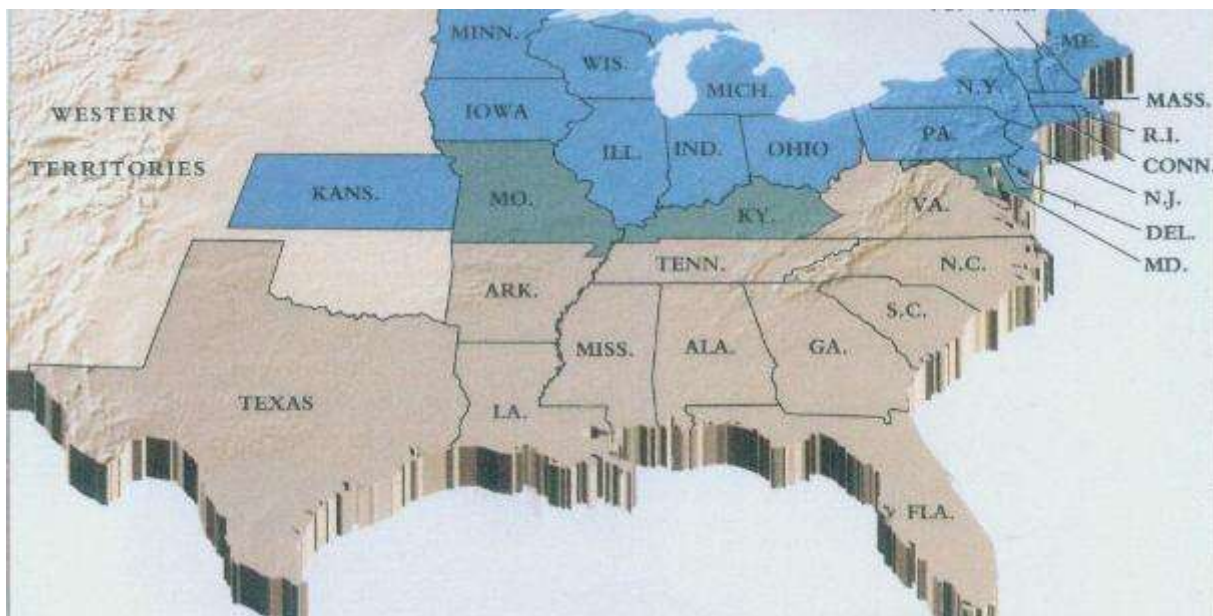 MINN.
WIS.
ME.
MICH.
N.Y.
MASS.
WESTERN
TERRITORIES
IOWA
R.I.
PA.
ILL.
IND.
OHIO
CONN.
KANS.
MO.
N.J.
KY.
VA.
DEL.
TENN.
N.C.
MD.
ARK.
S.C.
MISS.
ALA.
GA.
TEXAS
LA.
FLA.